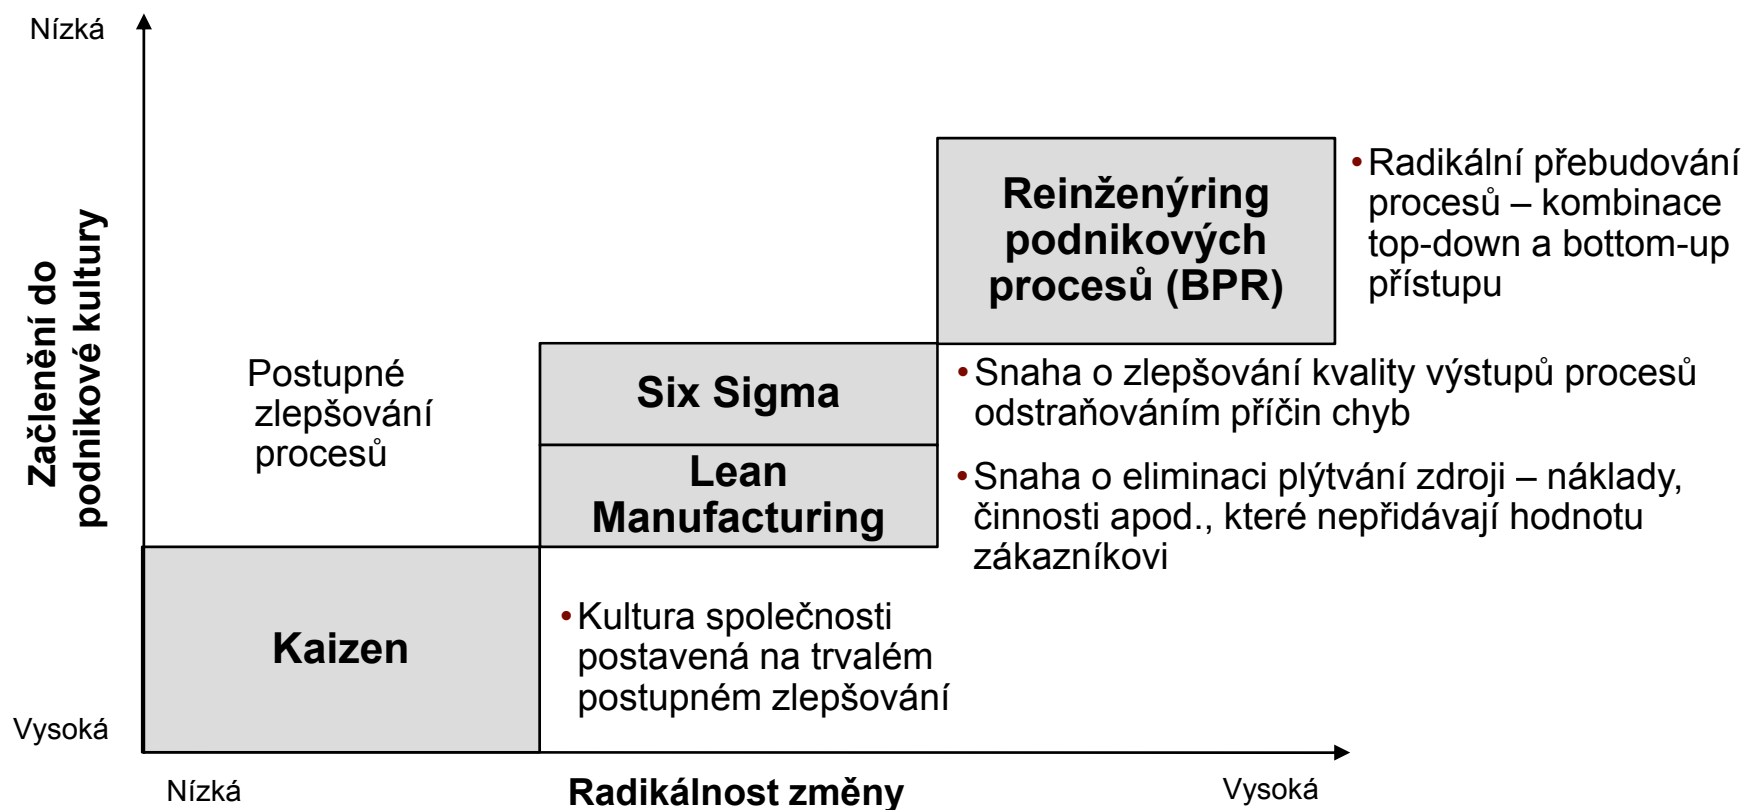 Nízká
Začlenění do
podnikové kultury
Vysoká
Reinženýring
podnikových
procesů (BPR)
•Radikální přebudování
procesů – kombinace
top-down a bottom-up
přístupu
Postupné
zlepšování
procesů
Six Sigma
•Snaha o zlepšování kvality výstupů procesů
odstraňováním příčin chyb
Lean
Manufacturing
•Snaha o eliminaci plýtvání zdroji – náklady,
činnosti apod., které nepřidávají hodnotu
zákazníkovi
Kaizen
•Kultura společnosti
postavená na trvalém
postupném zlepšování
Nízká
Radikálnost změny
Vysoká